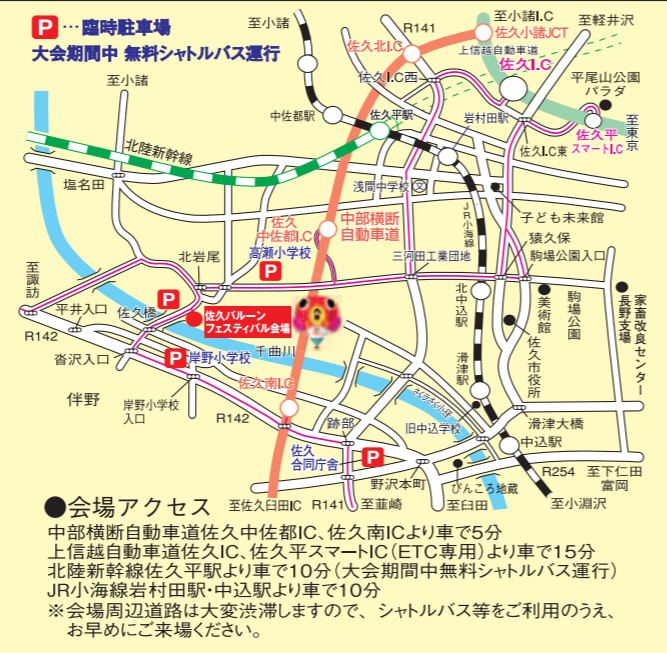 P…臨時駐車場
大会期間中 無料シャトルバス運行
至小諸
R141
至小諸I.C
至軽井沢
佐久小諸JCT
佐久北I.C
上信越自動車道
佐久I.C
佐久I.C西
平尾山公園
パラダ
至小諸
中佐都駅
佐久平駅
岩村田駅
佐久I.C東
佐久平
スマートI.C
至東京
北陸新幹線
塩名田
浅間中学校
文
JR小海線
子ども未来館
佐久
中佐都I.C
中部横断
自動車道
猿久保
駒場公園入口
高瀬小学校
P
三河田工業団地
北岩尾
至諏訪
平井入口
佐久橋
P
佐久バルーン
フェスティバル会場
北中込駅
美術館
駒場公園
家畜改良センター
長野支場
佐久市役所
R142
沓沢入口
P
岸野小学校
千曲川
滑津駅
伴野
岸野小学校
入口
佐久南I.C
R142
さくさく小径
旧中込学校
滑津大橋
跡部
中込駅
佐久
合同庁舎
P
野沢本町
ぴんころ地蔵
R254
至下仁田
富岡
至佐久臼田IC
R141
至韮崎
至臼田
至小淵沢
●会場アクセス
中部横断自動車道佐久中佐都IC、佐久南ICより車で5分
上信越自動車道佐久IC、佐久平スマートIC(ETC専用)より車で15分
北陸新幹線佐久平駅より車で10分(大会期間中無料シャトルバス運行)
JR小海線岩村田駅・中込駅より車で10分
※会場周辺道路は大変渋滞しますので、シャトルバス等をご利用のうえ、
お早めにご来場ください。